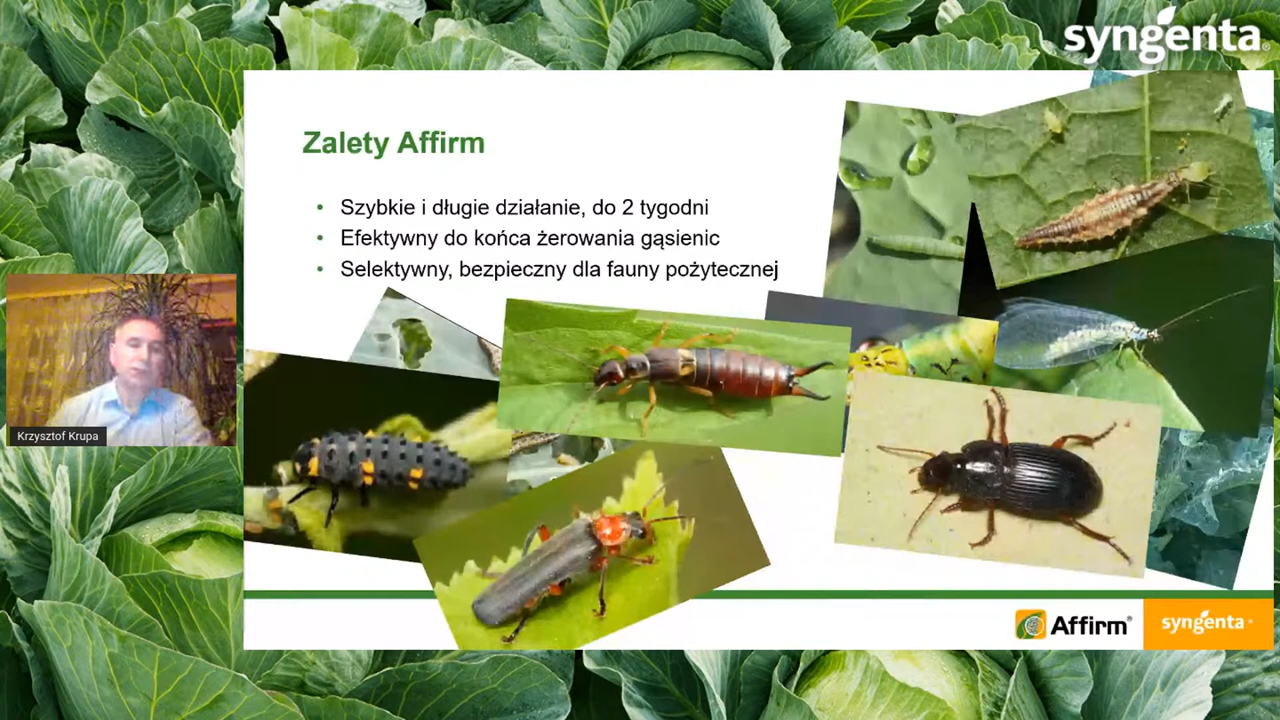 syngenta
Zalety Affirm
• Szybkie i długie działanie, do 2 tygodni
• Efektywny do końca żerowania gąsienic
• Selektywny, bezpieczny dla fauny pożytecznej
Krzysztof Krupa
Affirm®
syngenta